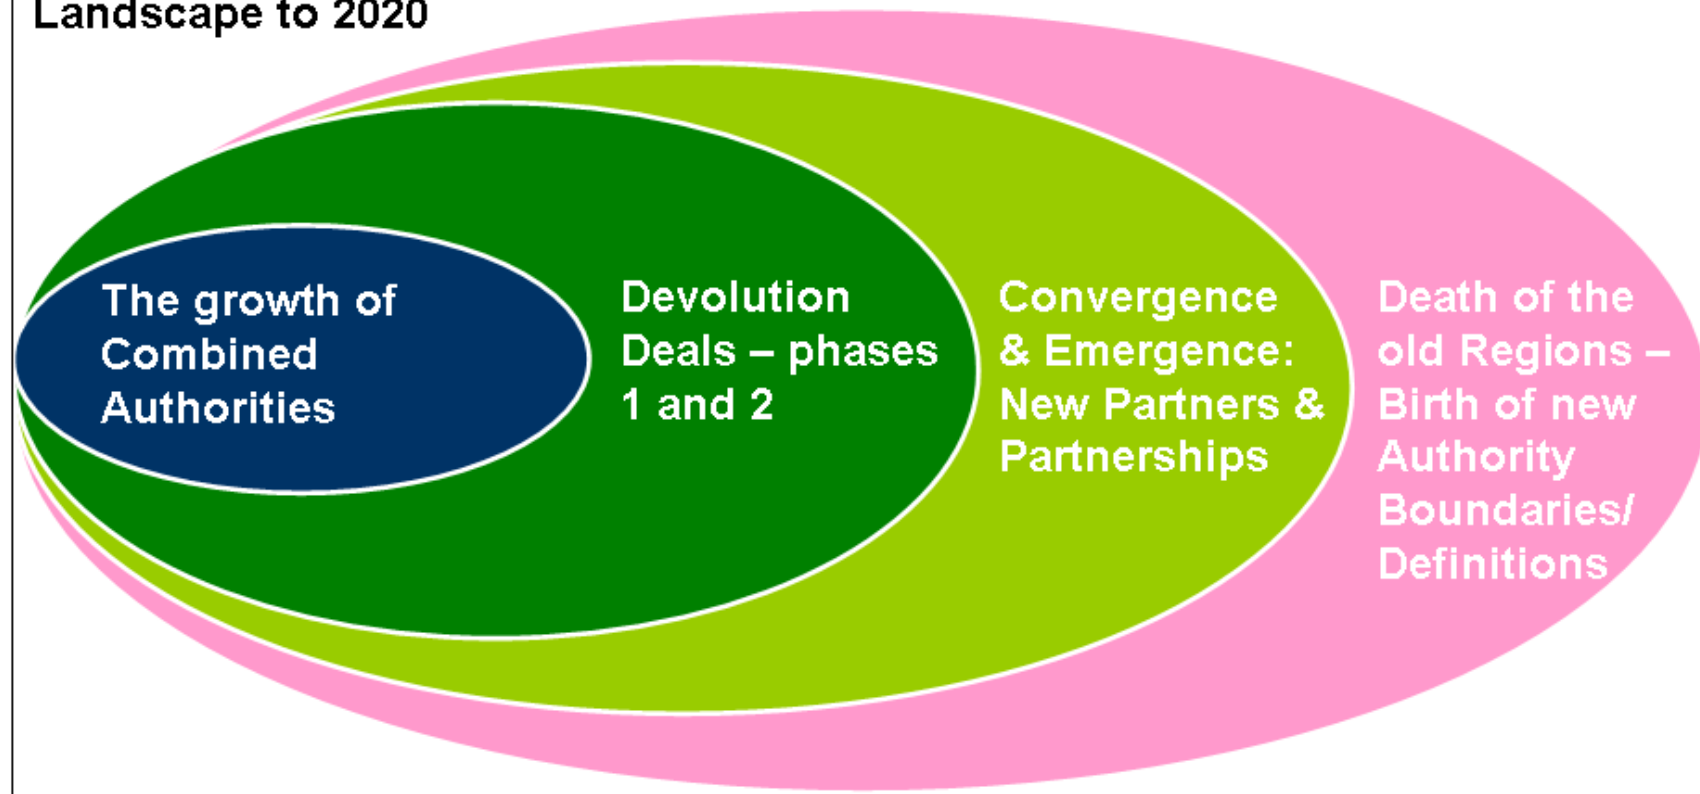 Landscape to 2020
The growth of
Combined
Authorities
Devolution
Deals – phases
1 and 2
Convergence
& Emergence:
New Partners &
Partnerships
Death of the
old Regions –
Birth of new
Authority
Boundaries/
Definitions